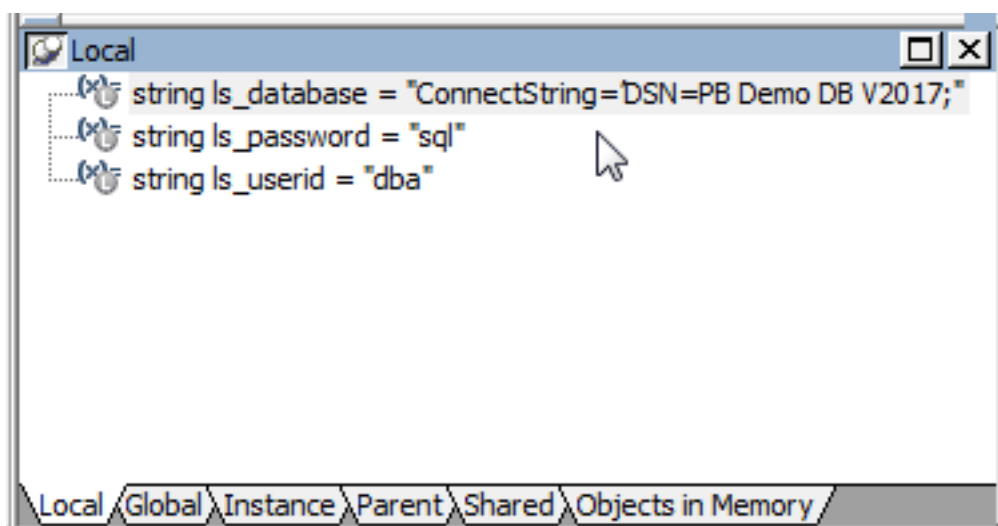 Local
string ls_database = "ConnectString='DSN=PB Demo DB V2017;"
string ls_password = "sql"
string ls_userid = "dba"
Local Global Instance Parent Shared Objects in Memory